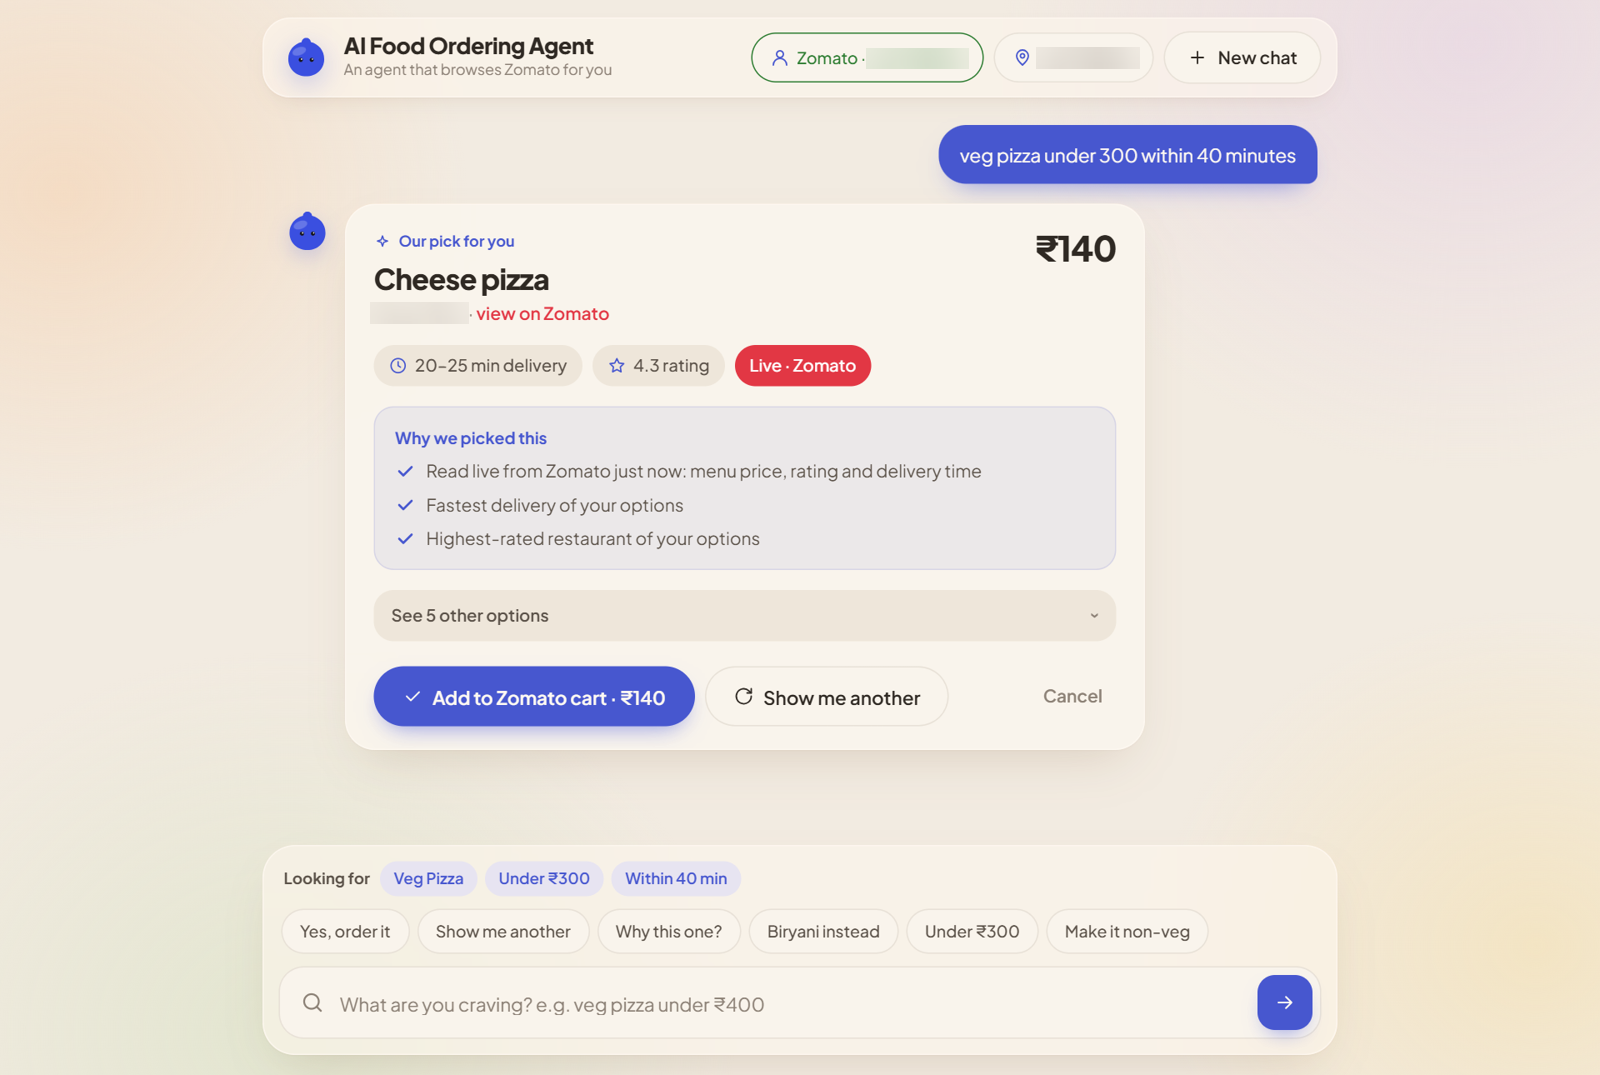 AI Food Ordering Agent
An agent that browses Zomato for you
Zomato ·
New chat
veg pizza under 300 within 40 minutes
Our pick for you
₹140
Cheese pizza
· view on Zomato
20–25 min delivery
4.3 rating
Live · Zomato
Why we picked this
Read live from Zomato just now: menu price, rating and delivery time
Fastest delivery of your options
Highest-rated restaurant of your options
See 5 other options
Add to Zomato cart · ₹140
Show me another
Cancel
Looking for
Veg Pizza
Under ₹300
Within 40 min
Yes, order it
Show me another
Why this one?
Biryani instead
Under ₹300
Make it non-veg
What are you craving? e.g. veg pizza under ₹400